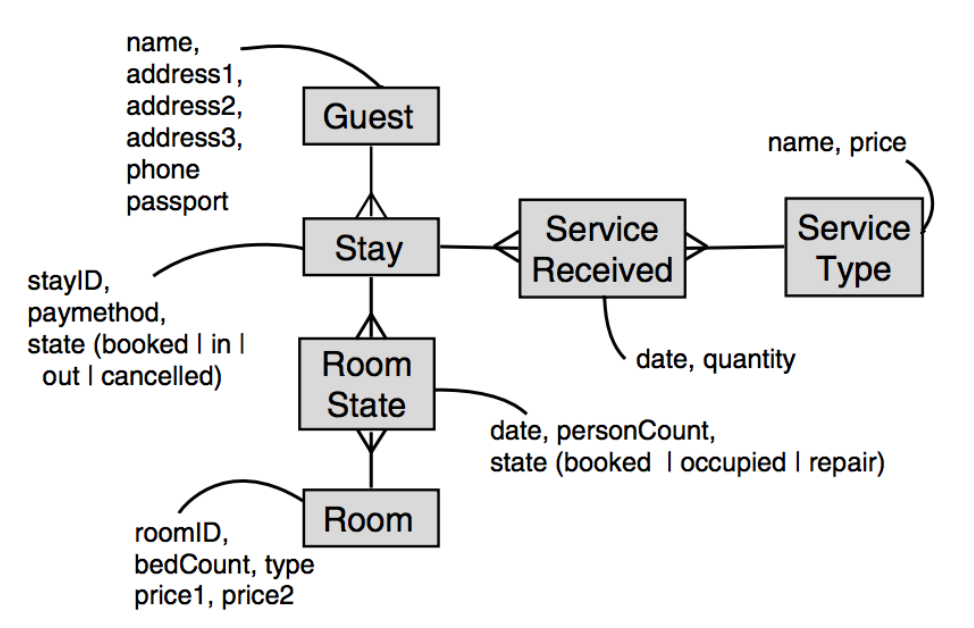 name,
address1,
address2,
address3,
phone
passport
Guest
name, price
Service
Type
Service
Received
Stay
stayID,
paymethod,
state (booked | in |
out | cancelled)
date, quantity
Room
State
date, personCount,
state (booked | occupied | repair)
Room
roomID,
bedCount, type
price1, price2